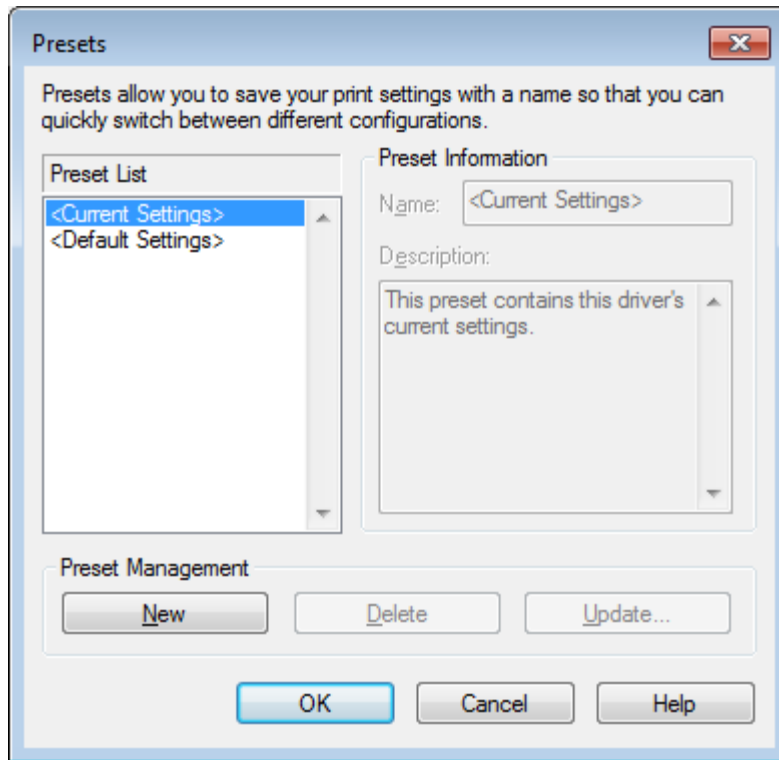 Presets
Presets allow you to save your print settings with a name so that you can
quickly switch between different configurations.
Preset List
<Current Settings>
<Default Settings>
Preset Information
Name: <Current Settings>
Description:
This preset contains this driver's
current settings.
Preset Management
New Delete Update...
OK Cancel Help